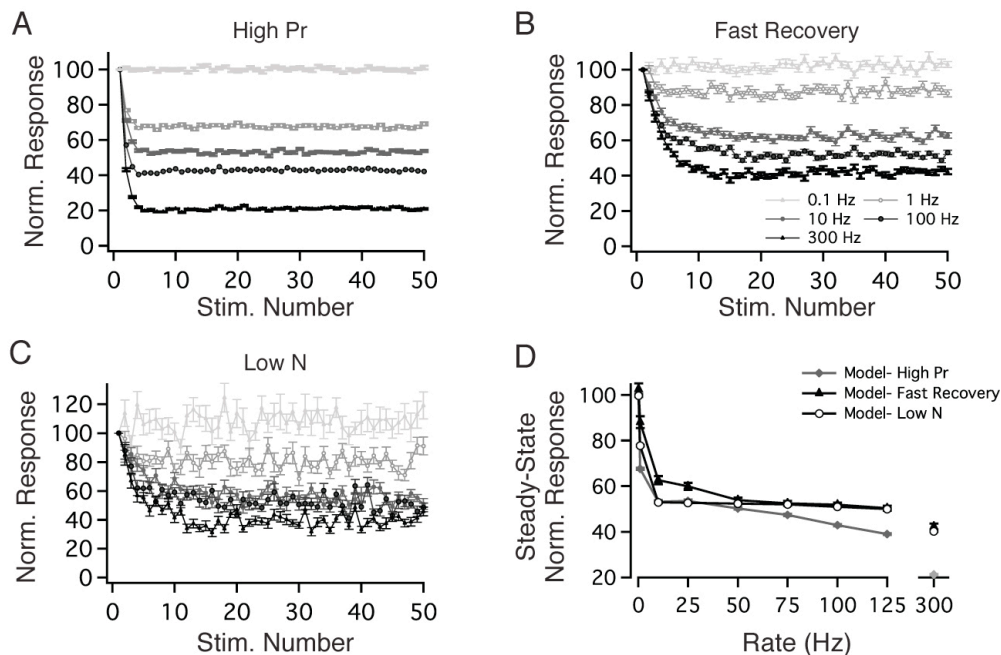 A
High Pr
Norm. Response
100
80
60
40
20
0
0 10 20 30 40 50
Stim. Number
B
Fast Recovery
Norm. Response
100
80
60
40
20
0
0.1 Hz 1 Hz
10 Hz 100 Hz
300 Hz
0 10 20 30 40 50
Stim. Number
C
Low N
Norm. Response
120
100
80
60
40
20
0
0 10 20 30 40 50
Stim. Number
D
Steady-State
Norm. Response
100
80
60
40
20
Model- High Pr
Model- Fast Recovery
Model- Low N
0 25 50 75 100 125 300
Rate (Hz)